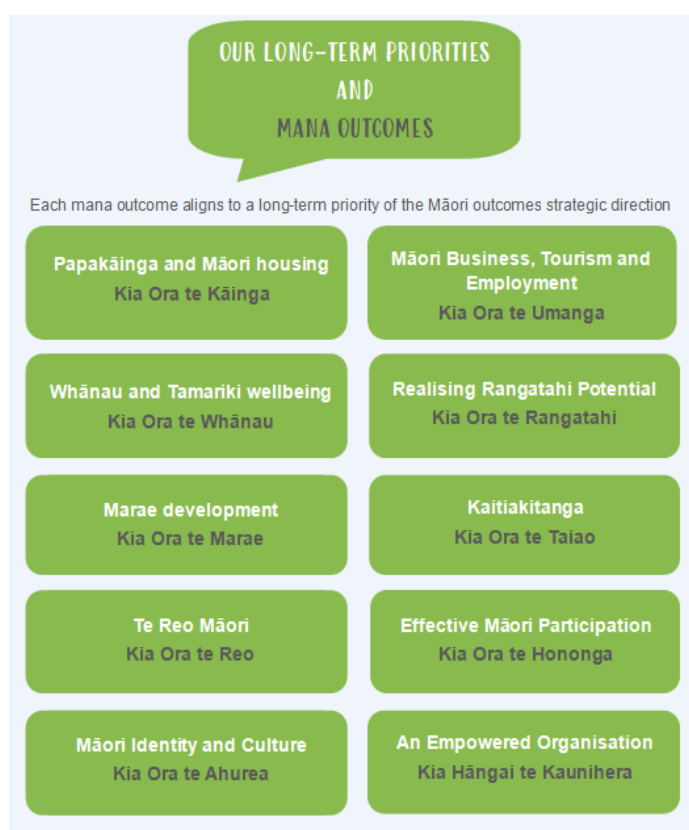 OUR LONG-TERM PRIORITIES
AND
MANA OUTCOMES
Each mana outcome aligns to a long-term priority of the Māori outcomes strategic direction
Papakāinga and Māori housing
Kia Ora te Kāinga
Māori Business, Tourism and
Employment
Kia Ora te Umanga
Whānau and Tamariki wellbeing
Kia Ora te Whānau
Realising Rangatahi Potential
Kia Ora te Rangatahi
Marae development
Kia Ora te Marae
Kaitiakitanga
Kia Ora te Taiao
Te Reo Māori
Kia Ora te Reo
Effective Māori Participation
Kia Ora te Hononga
Māori Identity and Culture
Kia Ora te Ahurea
An Empowered Organisation
Kia Hāngai te Kaunihera